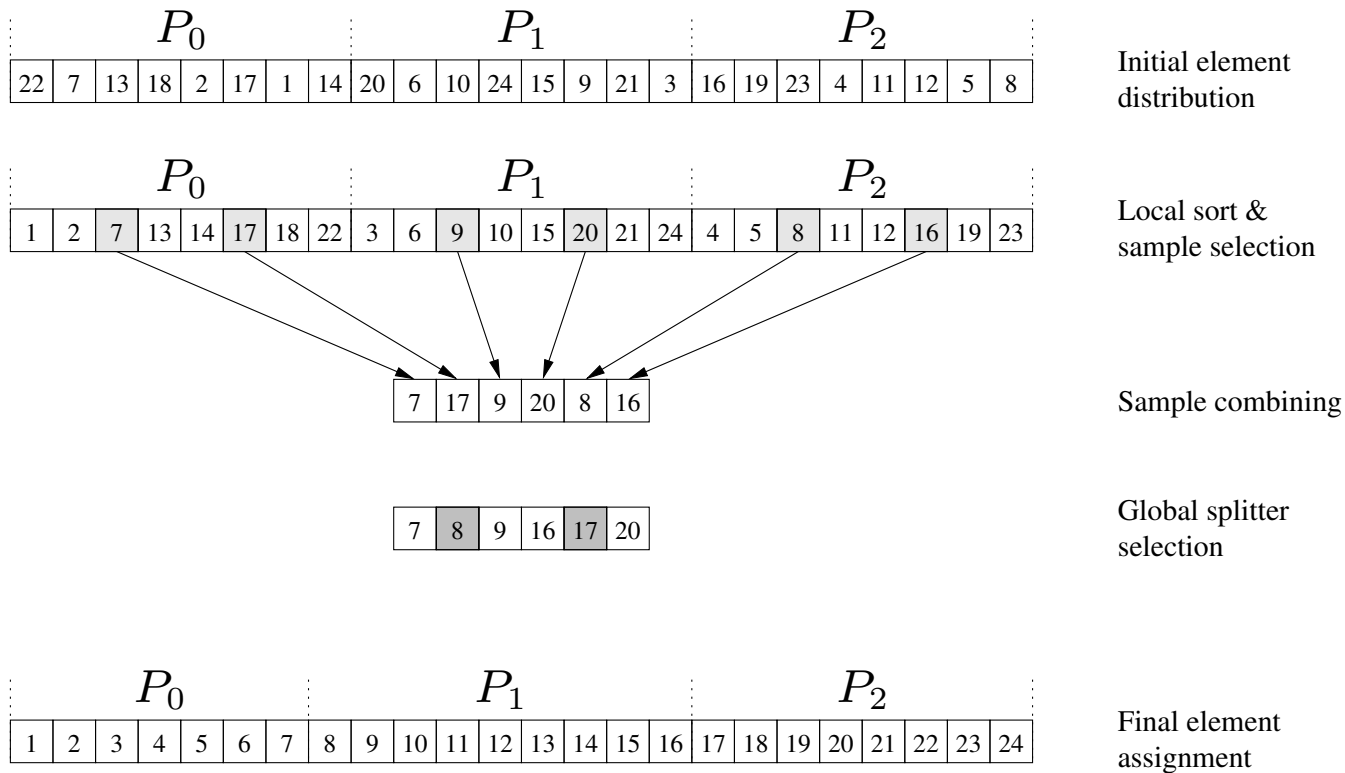 P0 P1 P2
22 7 13 18 2 17 1 14 20 6 10 24 15 9 21 3 16 19 23 4 11 12 5 8
Initial element
distribution
P0 P1 P2
1 2 7 13 14 17 18 22 3 6 9 10 15 20 21 24 4 5 8 11 12 16 19 23
Local sort &
sample selection
7 17 9 20 8 16
Sample combining
7 8 9 16 17 20
Global splitter
selection
P0 P1 P2
1 2 3 4 5 6 7 8 9 10 11 12 13 14 15 16 17 18 19 20 21 22 23 24
Final element
assignment